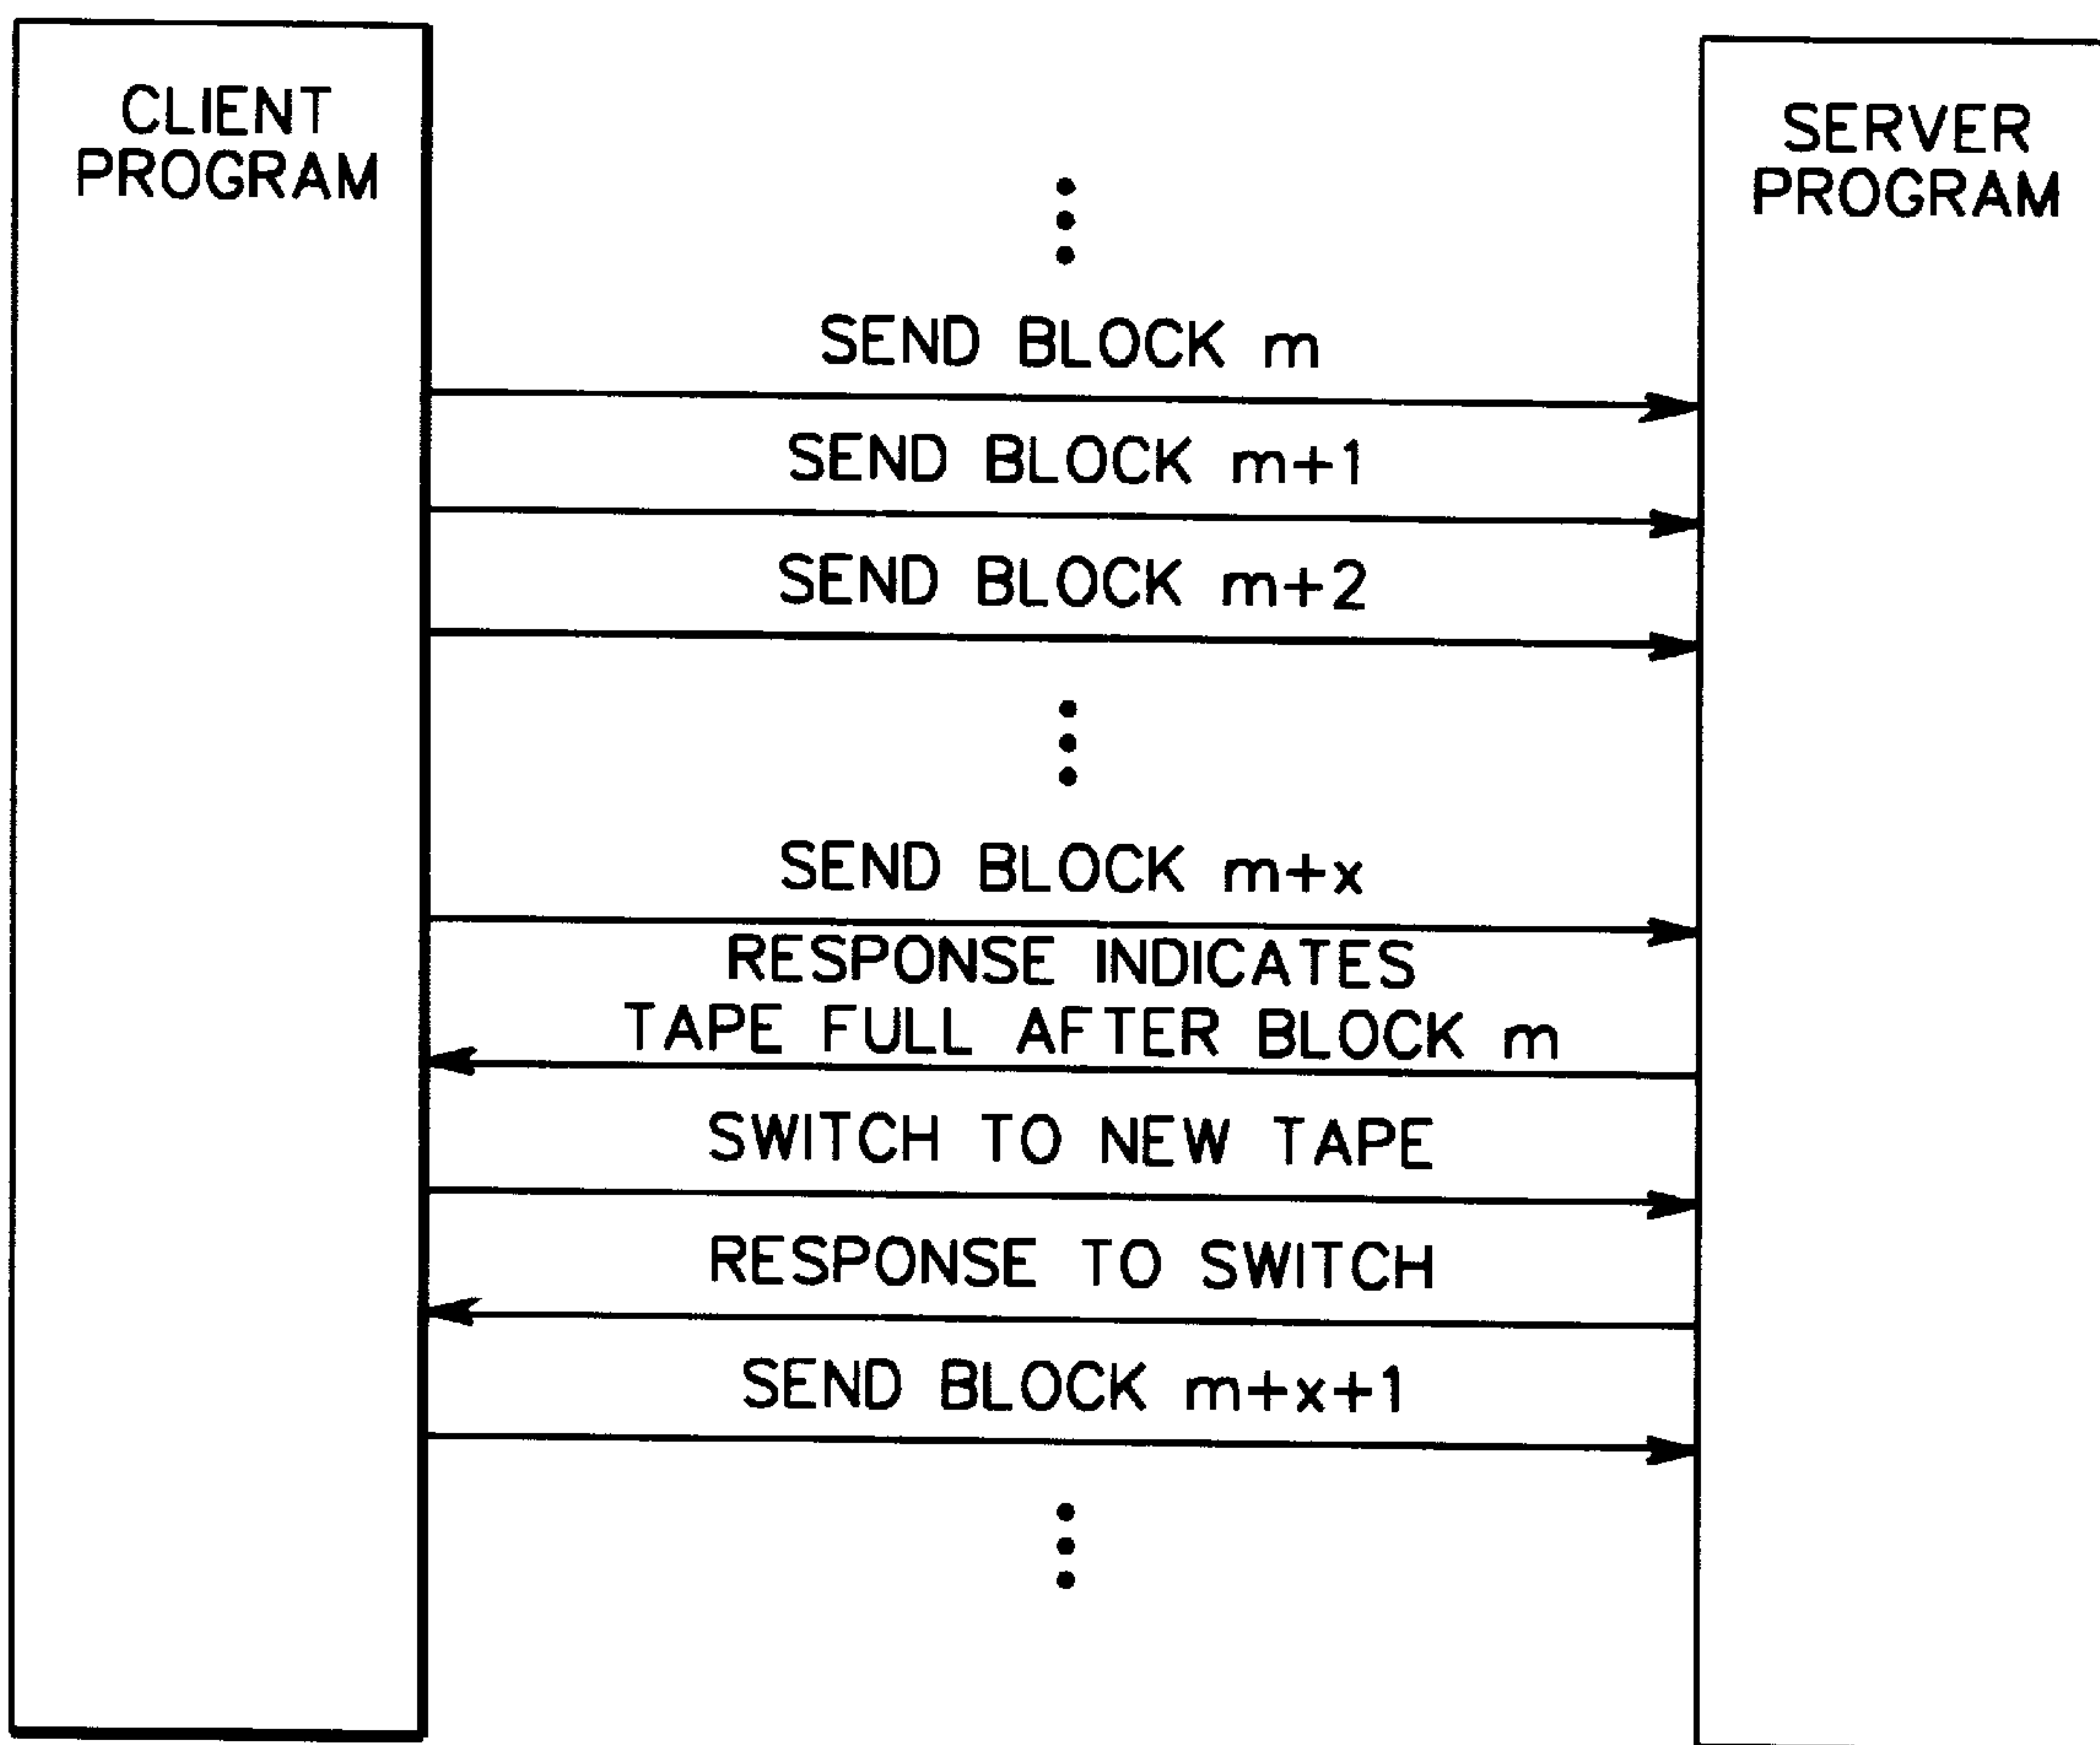 CLIENT
PROGRAM
SERVER
PROGRAM
SEND BLOCK m
SEND BLOCK m+1
SEND BLOCK m+2
SEND BLOCK m+x
RESPONSE INDICATES
TAPE FULL AFTER BLOCK m
SWITCH TO NEW TAPE
RESPONSE TO SWITCH
SEND BLOCK m+x+1